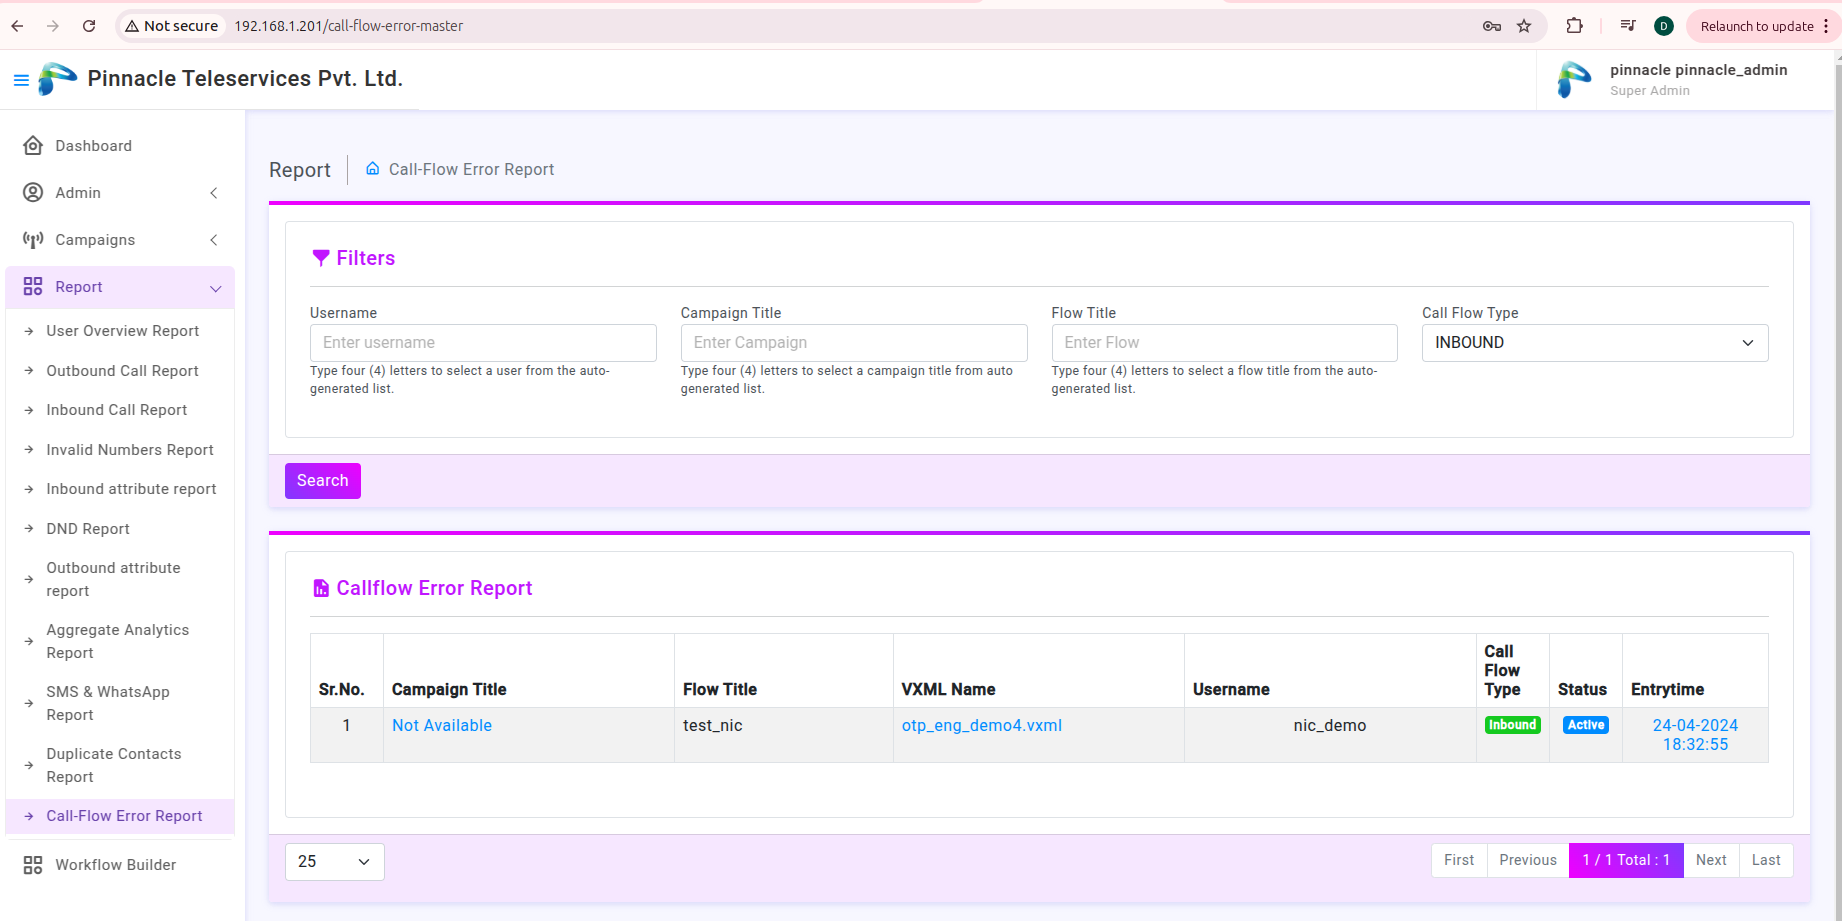 Not secure
192.168.1.201/call-flow-error-master
D
Relaunch to update
Pinnacle Teleservices Pvt. Ltd.
pinnacle pinnacle_admin
Super Admin
Dashboard
Admin
Campaigns
Report
User Overview Report
Outbound Call Report
Inbound Call Report
Invalid Numbers Report
Inbound attribute report
DND Report
Outbound attribute
report
Aggregate Analytics
Report
SMS & WhatsApp
Report
Duplicate Contacts
Report
Call-Flow Error Report
Workflow Builder
Report
Call-Flow Error Report
Filters
Username
Enter username
Type four (4) letters to select a user from the auto-
generated list.
Campaign Title
Enter Campaign
Type four (4) letters to select a campaign title from auto
generated list.
Flow Title
Enter Flow
Type four (4) letters to select a flow title from the auto-
generated list.
Call Flow Type
INBOUND
Search
Callflow Error Report
Sr.No. Campaign Title Flow Title VXML Name Username Call Flow Type Status Entrytime
1 Not Available test_nic otp_eng_demo4.vxml nic_demo Inbound Active 24-04-2024
18:32:55
25
First Previous 1 / 1 Total : 1 Next Last